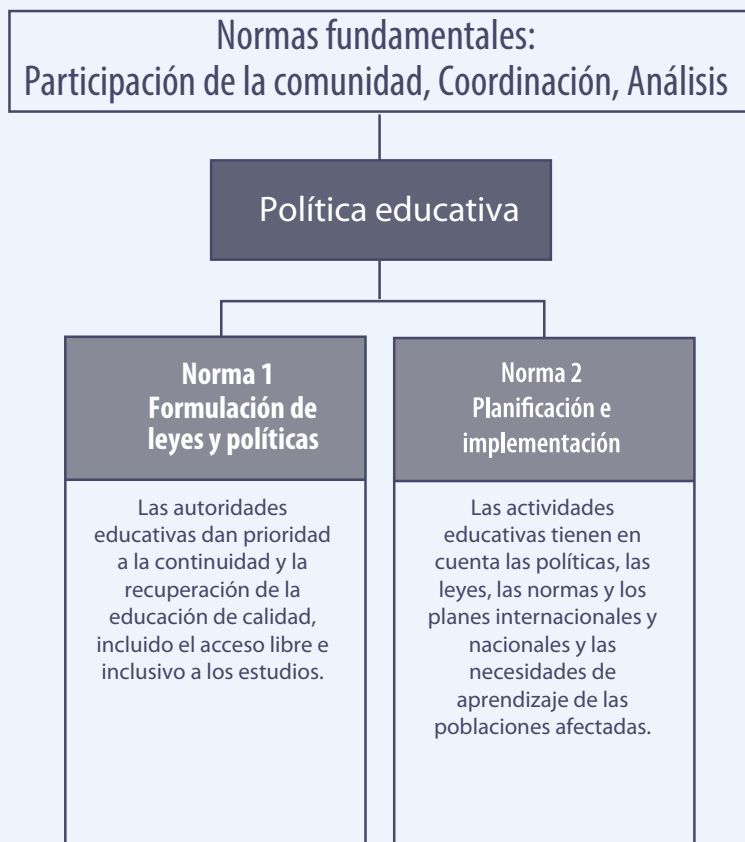 Normas fundamentales:
Participación de la comunidad, Coordinación, Análisis
Política educativa
Norma 1
Formulación de
leyes y políticas
Las autoridades
educativas dan prioridad
a la continuidad y la
recuperación de la
educación de calidad,
incluido el acceso libre e
inclusivo a los estudios.
Norma 2
Planificación e
implementación
Las actividades
educativas tienen en
cuenta las políticas, las
leyes, las normas y los
planes internacionales y
nacionales y las
necesidades de
aprendizaje de las
poblaciones afectadas.